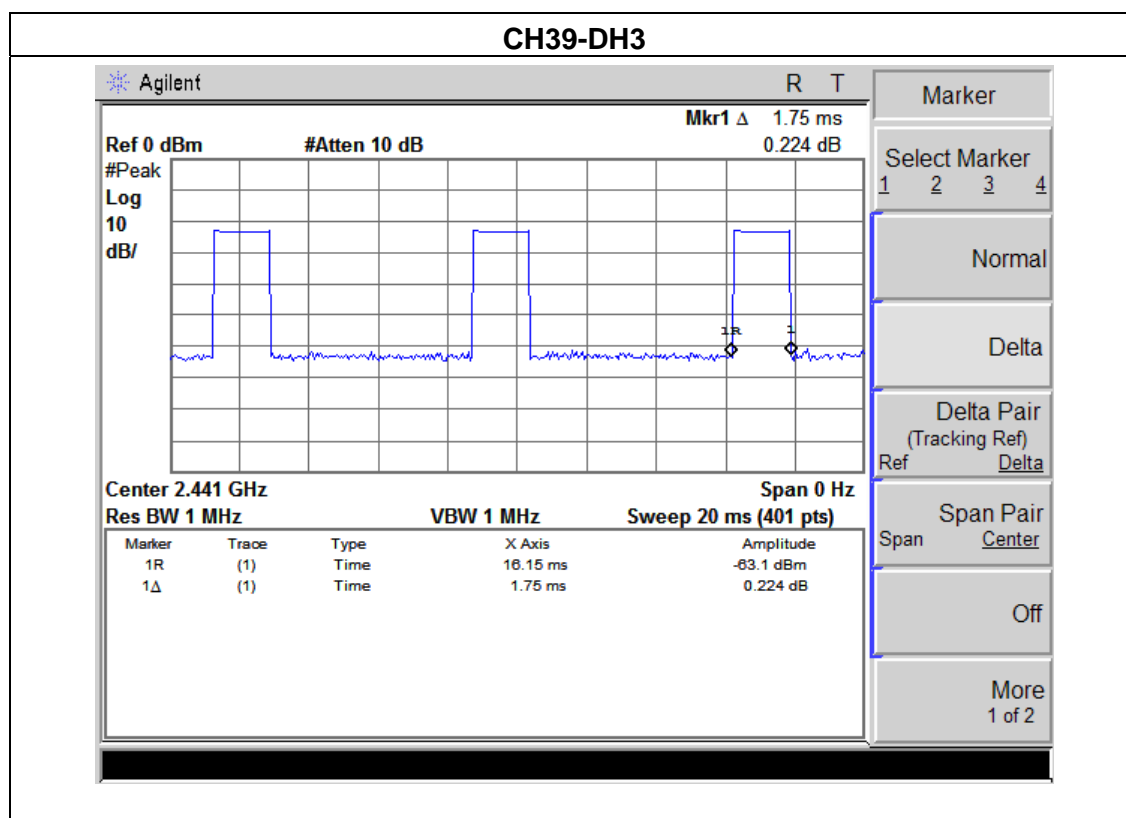 CH39-DH3
Agilent R T
Mkr1 Δ 1.75 ms
Ref 0 dBm #Atten 10 dB 0.224 dB
#Peak
Log
10
dB/
1R 1
Center 2.441 GHz Span 0 Hz
Res BW 1 MHz VBW 1 MHz Sweep 20 ms (401 pts)
Marker Trace Type X Axis Amplitude
1R (1) Time 16.15 ms -63.1 dBm
1Δ (1) Time 1.75 ms 0.224 dB
Marker
Select Marker
1 2 3 4
Normal
Delta
Delta Pair
(Tracking Ref)
Ref Delta
Span Pair
Span Center
Off
More
1 of 2